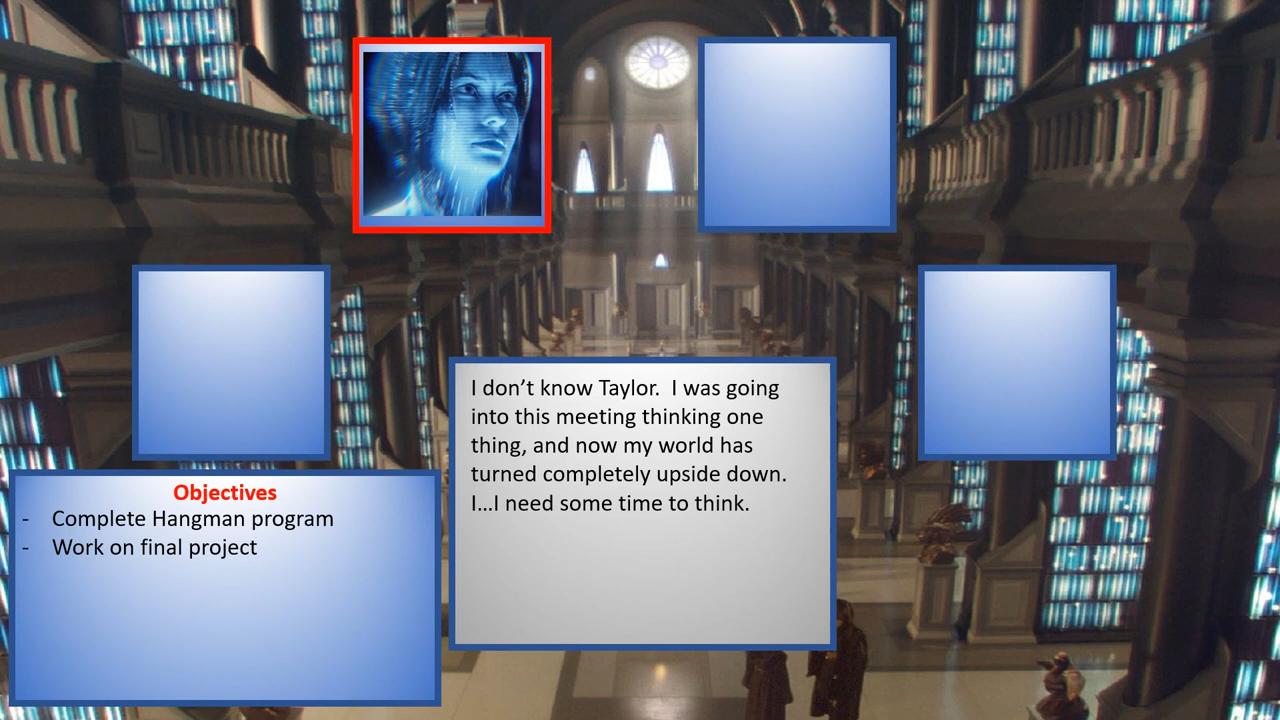 I don’t know Taylor.  I was going
into this meeting thinking one
thing, and now my world has
turned completely upside down.
I…I need some time to think.
Objectives
- Complete Hangman program
- Work on final project